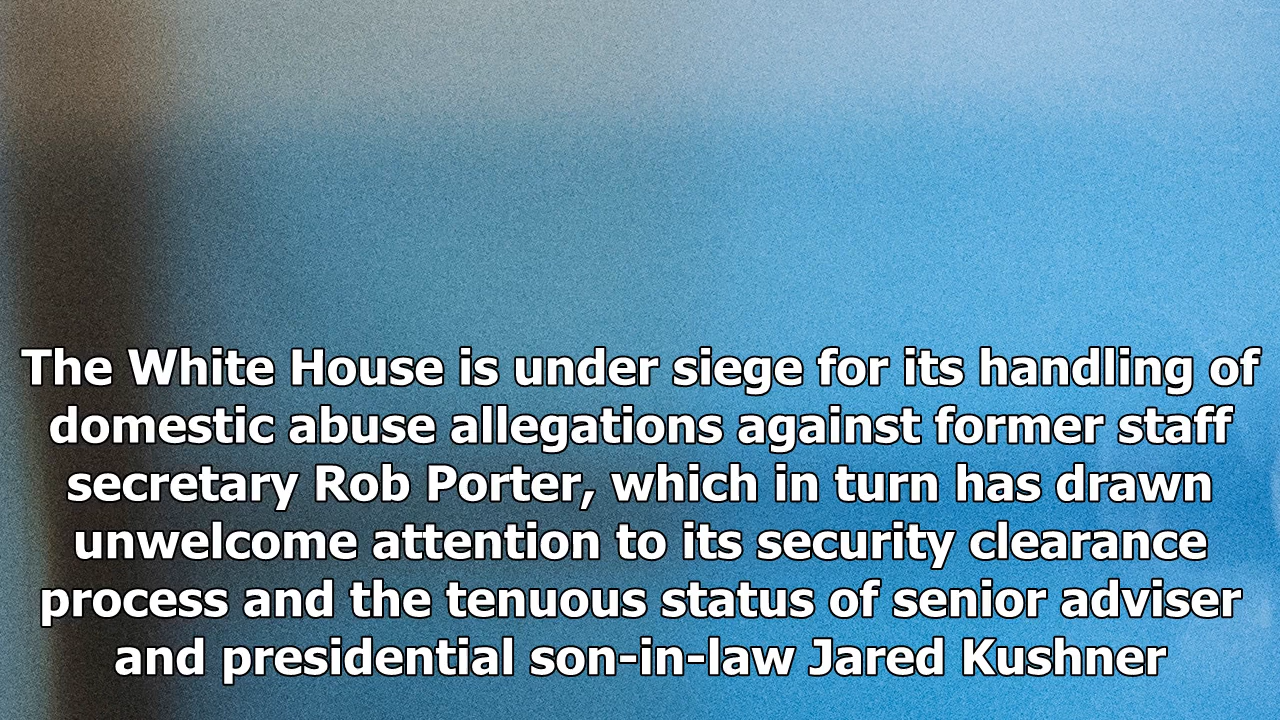 The White House is under siege for its handling of
domestic abuse allegations against former staff
secretary Rob Porter, which in turn has drawn
unwelcome attention to its security clearance
process and the tenuous status of senior adviser
and presidential son-in-law Jared Kushner